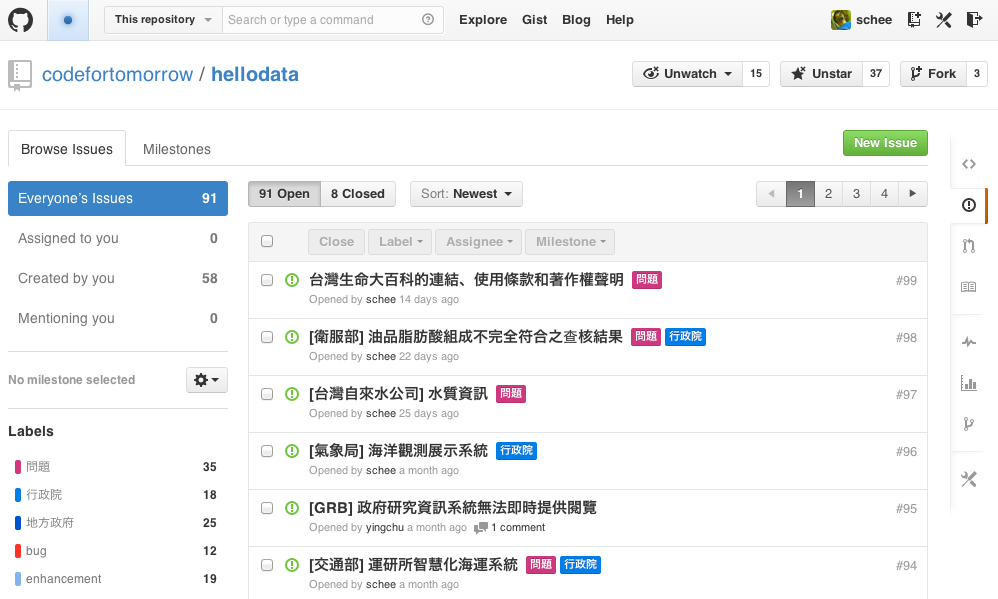 This repository Search or type a command Explore Gist Blog Help schee
codefortomorrow / hellodata Unwatch 15 Unstar 37 Fork 3
Browse Issues Milestones New Issue
Everyone's Issues 91
Assigned to you 0
Created by you 58
Mentioning you 0
No milestone selected
Labels
問題 35
行政院 18
地方政府 25
bug 12
enhancement 19
91 Open 8 Closed Sort: Newest 1 2 3 4
Close Label Assignee Milestone
台灣生命大百科的連結、使用條款和著作權聲明 問題 #99
Opened by schee 14 days ago
[衛服部] 油品脂肪酸組成不完全符合之查核結果 問題 行政院 #98
Opened by schee 22 days ago
[台灣自來水公司] 水質資訊 問題 #97
Opened by schee 25 days ago
[氣象局] 海洋觀測展示系統 行政院 #96
Opened by schee a month ago
[GRB] 政府研究資訊系統無法即時提供閱覽 #95
Opened by yingchu a month ago 1 comment
[交通部] 運研所智慧化海運系統 問題 行政院 #94
Opened by schee a month ago